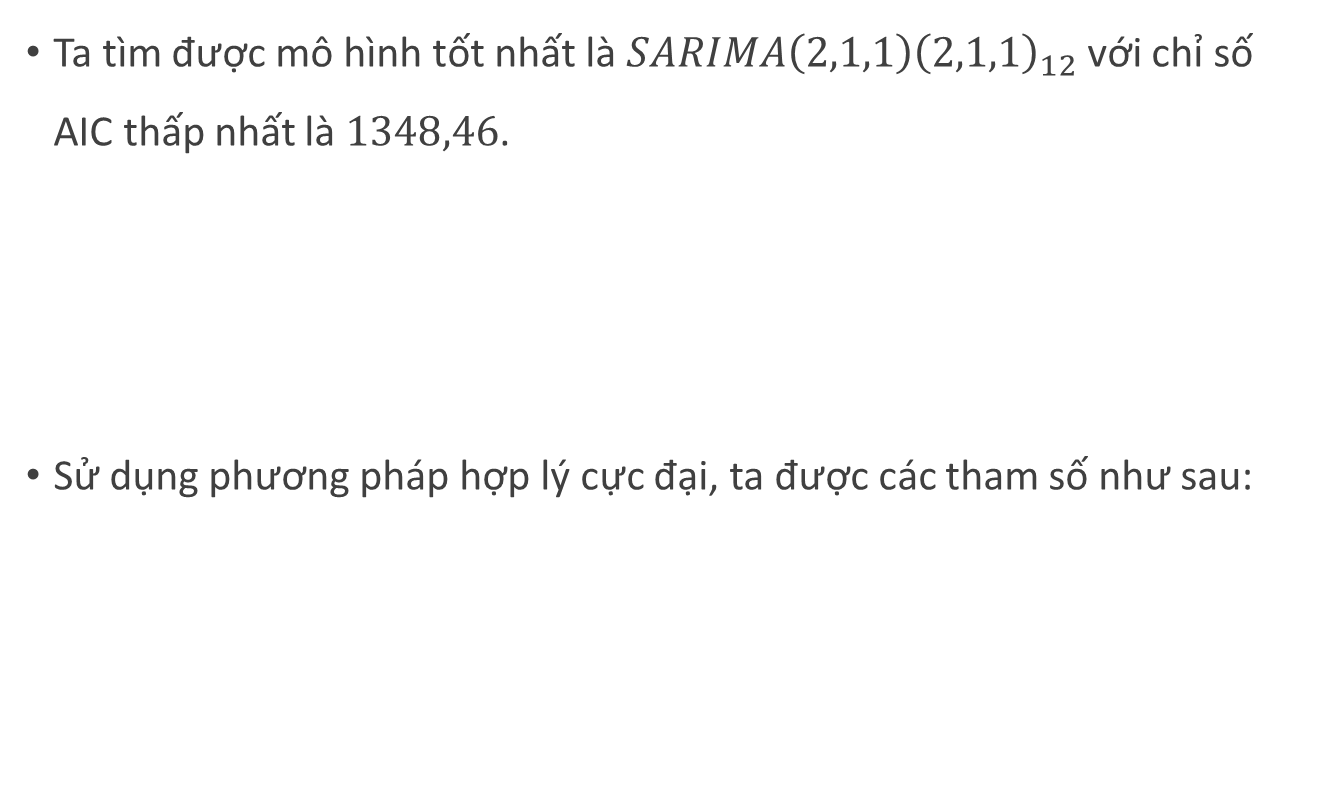 • Ta tìm được mô hình tốt nhất là 𝑆𝐴𝑅𝐼𝑀𝐴(2,1,1)(2,1,1)₁₂ với chỉ số
AIC thấp nhất là 1348,46.
• Sử dụng phương pháp hợp lý cực đại, ta được các tham số như sau: